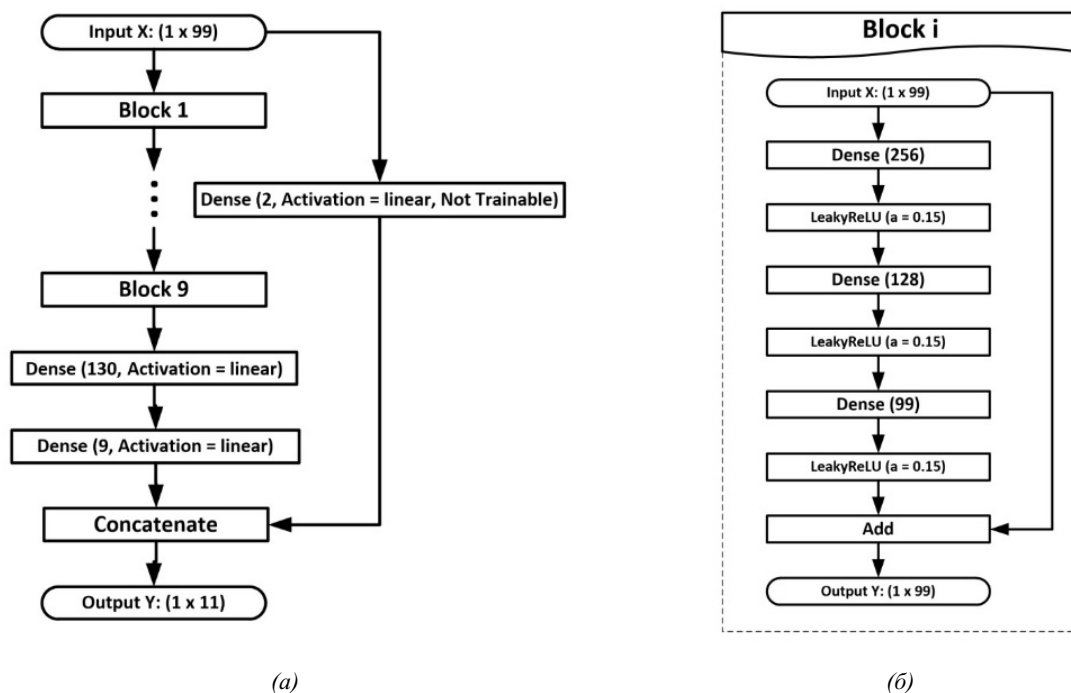 Input X: (1 x 99)
Block 1
Dense (2, Activation = linear, Not Trainable)
Block 9
Dense (130, Activation = linear)
Dense (9, Activation = linear)
Concatenate
Output Y: (1 x 11)
(а)
Block i
Input X: (1 x 99)
Dense (256)
LeakyReLU (a = 0.15)
Dense (128)
LeakyReLU (a = 0.15)
Dense (99)
LeakyReLU (a = 0.15)
Add
Output Y: (1 x 99)
(б)